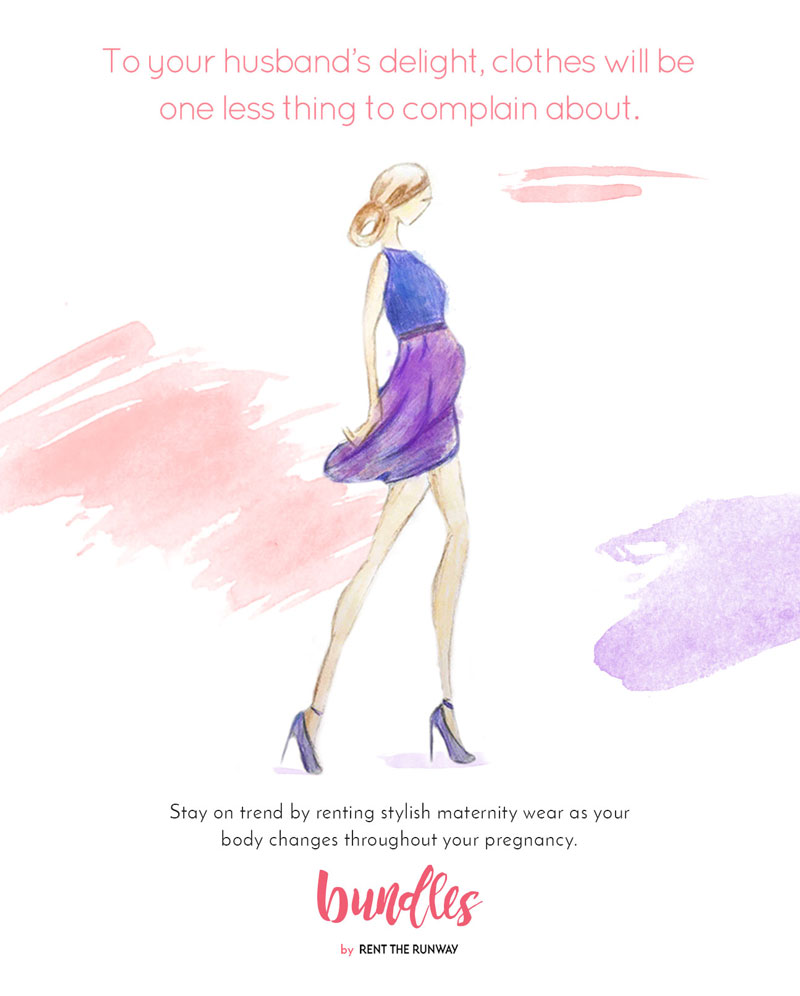 To your husband's delight, clothes will be
one less thing to complain about.
Stay on trend by renting stylish maternity wear as your
body changes throughout your pregnancy.
bundles
by RENT THE RUNWAY